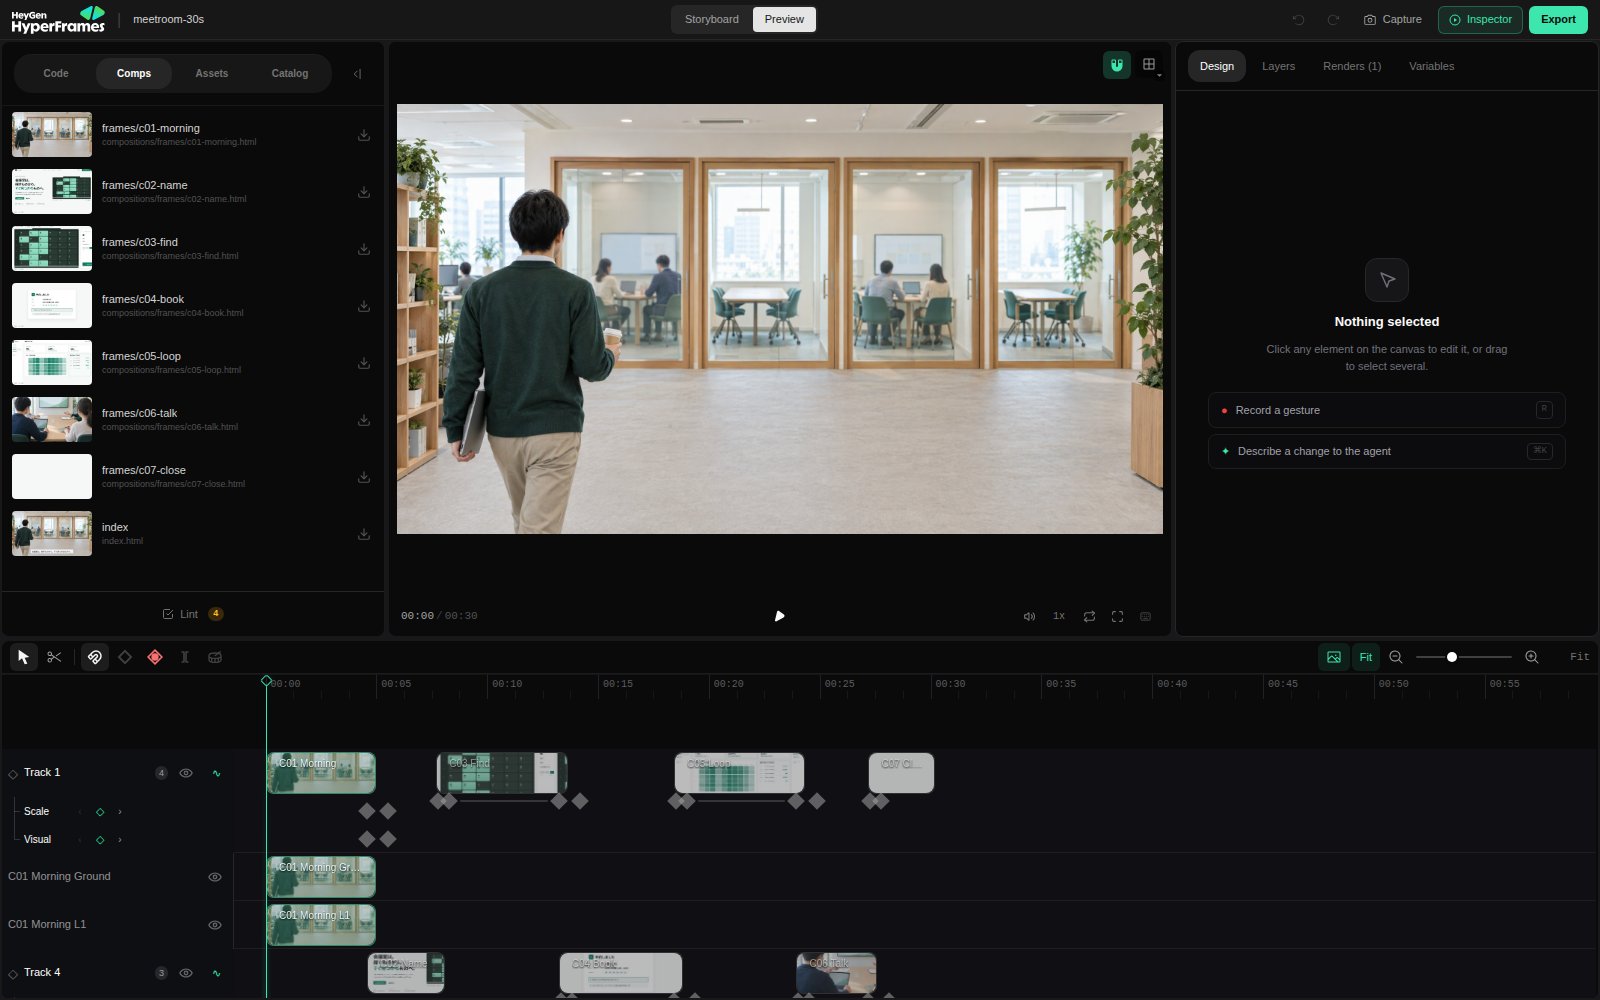 HeyGen
HyperFrames
meetroom-30s
Storyboard
Preview
Capture
Inspector
Export
Code
Comps
Assets
Catalog
frames/c01-morning
compositions/frames/c01-morning.html
frames/c02-name
compositions/frames/c02-name.html
frames/c03-find
compositions/frames/c03-find.html
frames/c04-book
compositions/frames/c04-book.html
frames/c05-loop
compositions/frames/c05-loop.html
frames/c06-talk
compositions/frames/c06-talk.html
frames/c07-close
compositions/frames/c07-close.html
index
index.html
Lint 4
00:00 / 00:30
1x
Design
Layers
Renders (1)
Variables
Nothing selected
Click any element on the canvas to edit it, or drag
to select several.
Record a gesture
R
Describe a change to the agent
⌘K
Fit
Fit
00:00
00:05
00:10
00:15
00:20
00:25
00:30
00:35
00:40
00:45
00:50
00:55
Track 1
4
C01 Morning
C03 Find
C05 Loop
C07 Cl…
Scale
Visual
C01 Morning Ground
C01 Morning Gr…
C01 Morning L1
C01 Morning L1
Track 4
3
Name
C04 Book
C06 Talk